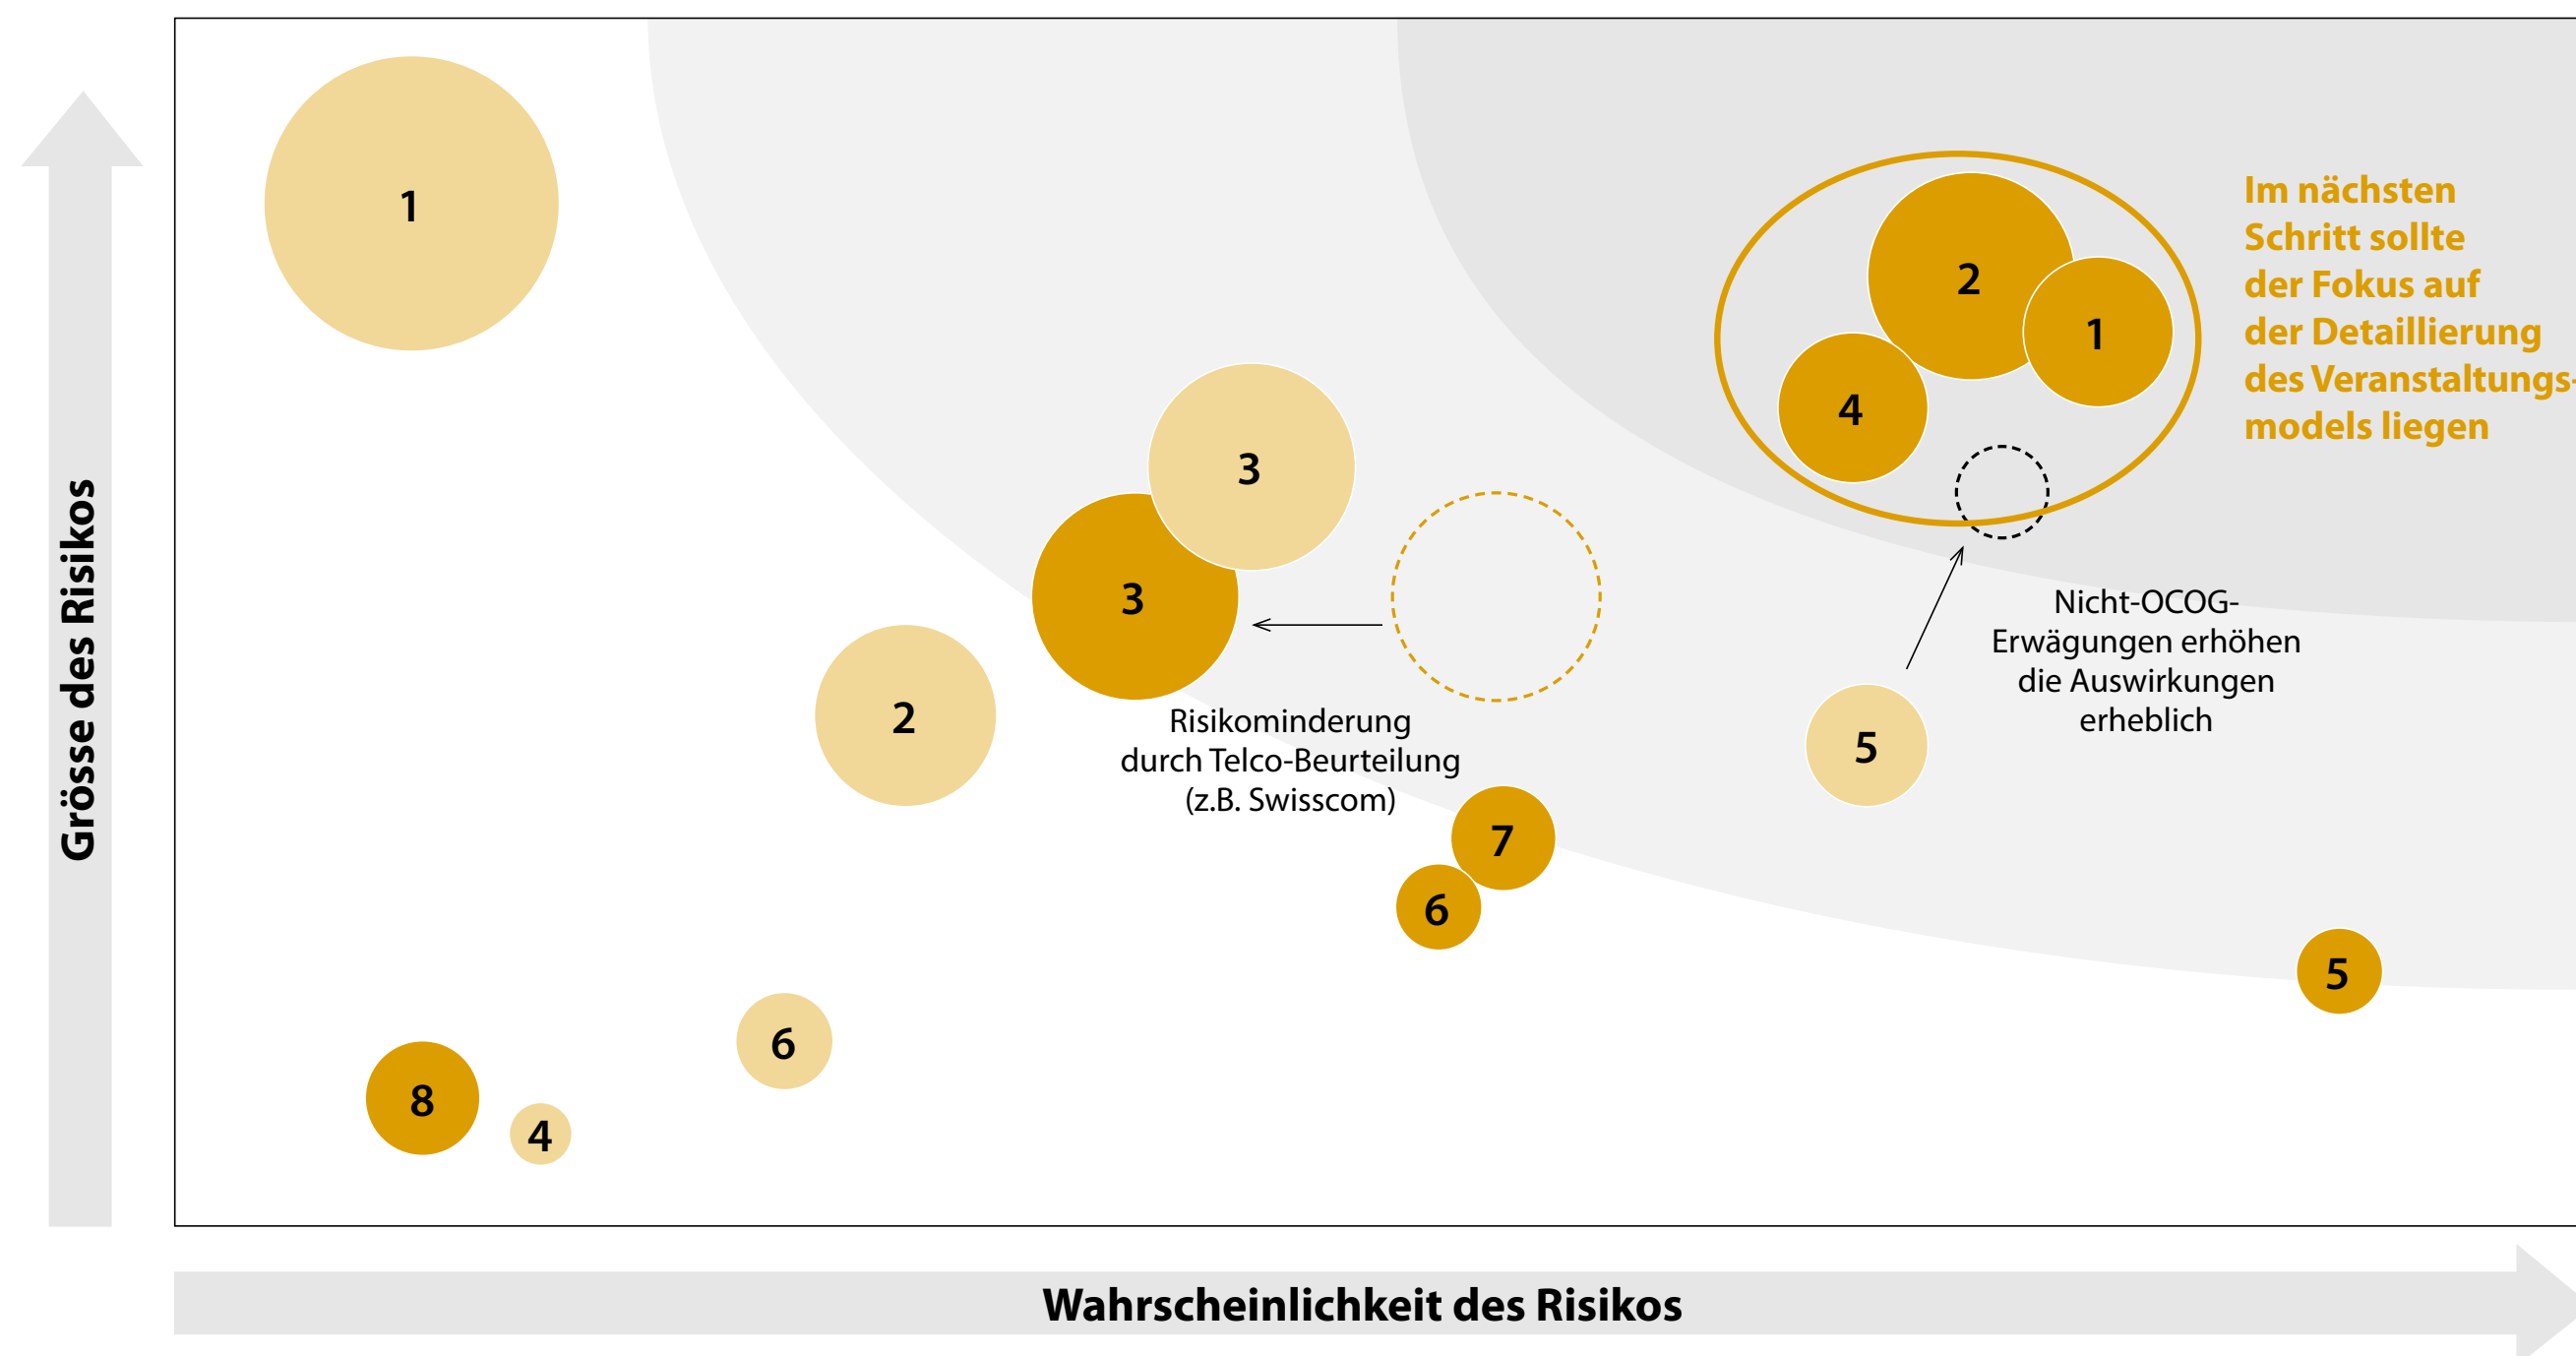 1
2
1
4
Im nächsten
Schritt sollte
der Fokus auf
der Detaillierung
des Veranstaltungs-
models liegen
3
3
2
Nicht-OCOG-
Erwägungen erhöhen
die Auswirkungen
erheblich
5
Risikominderung
durch Telco-Beurteilung
(z.B. Swisscom)
7
6
5
6
8
4
Grösse des Risikos
Wahrscheinlichkeit des Risikos